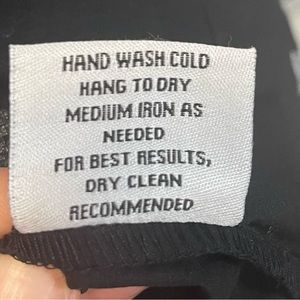 HAND WASH COLD
HANG TO DRY
MEDIUM IRON AS
NEEDED
FOR BEST RESULTS,
DRY CLEAN
RECOMMENDED